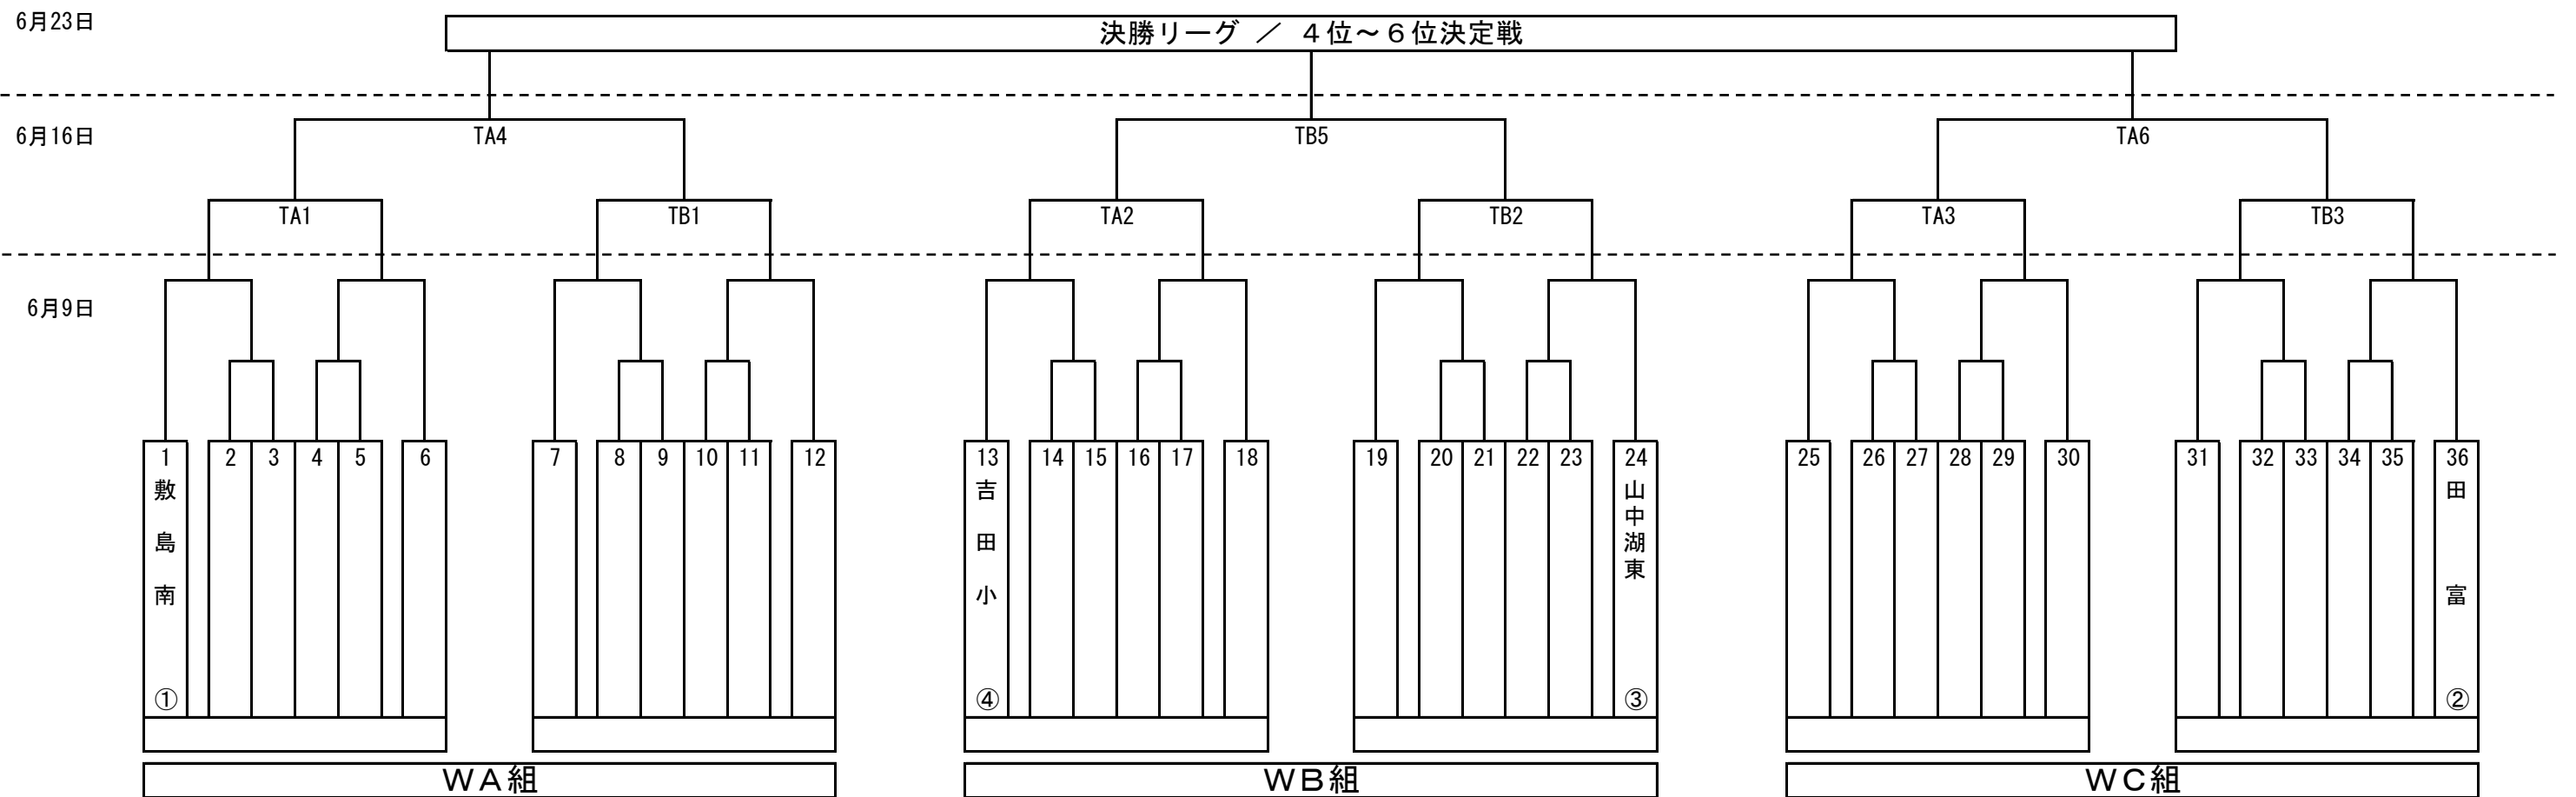 6月23日
決勝リーグ ／ ４位～６位決定戦
6月16日
TA4 TB5 TA6
TA1 TB1 TA2 TB2 TA3 TB3
6月9日
1 2 3 4 5 6 7 8 9 10 11 12 13 14 15 16 17 18 19 20 21 22 23 24 25 26 27 28 29 30 31 32 33 34 35 36
敷島南
吉田小
山中湖東
田富
① ④ ③ ②
ＷＡ組 ＷＢ組 ＷＣ組